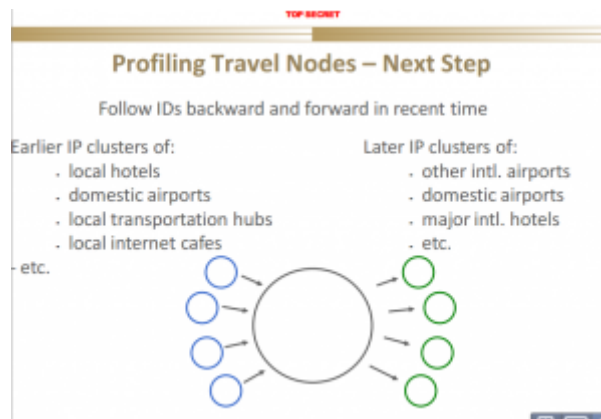 TOP SECRET
Profiling Travel Nodes – Next Step
Follow IDs backward and forward in recent time
Earlier IP clusters of:
- local hotels
- domestic airports
- local transportation hubs
- local internet cafes
- etc.
Later IP clusters of:
- other intl. airports
- domestic airports
- major intl. hotels
- etc.